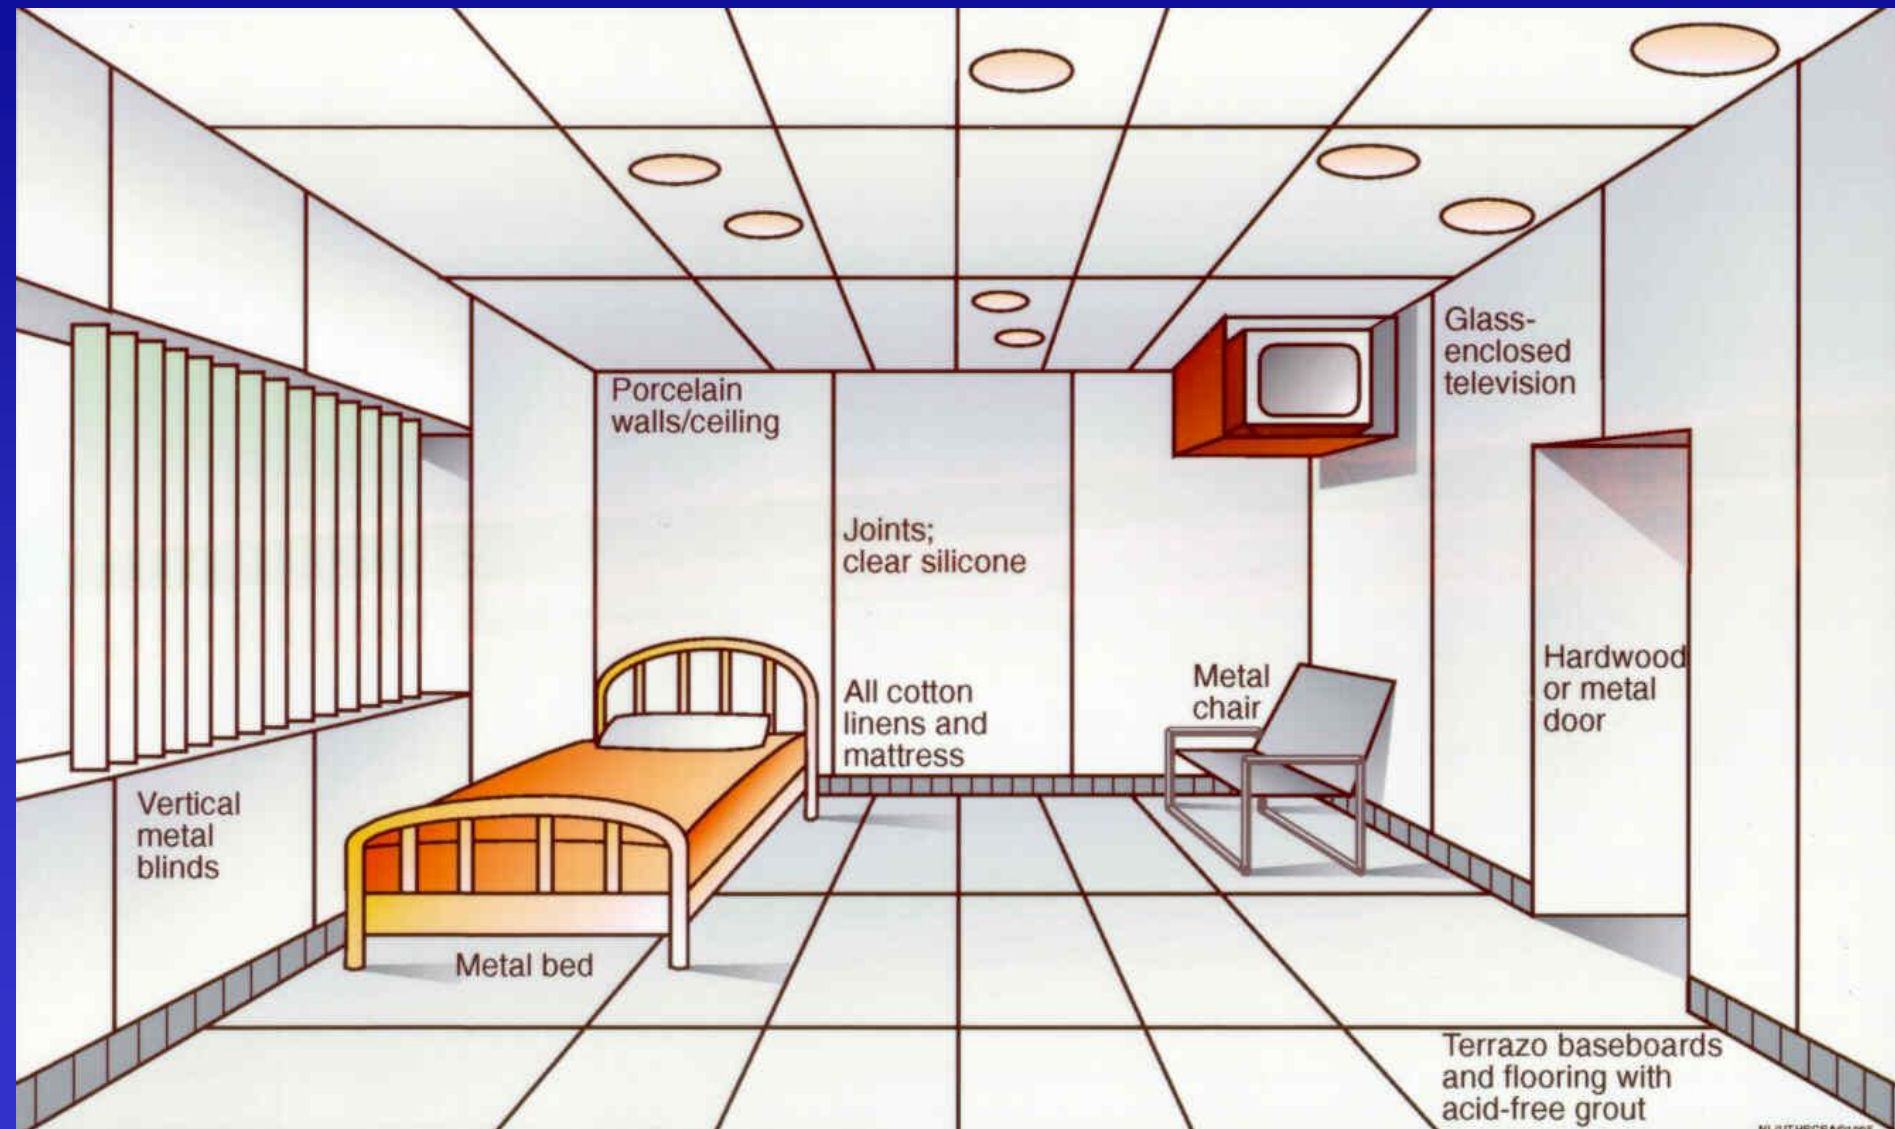 Glass-
enclosed
television
Porcelain
walls/ceiling
Joints;
clear silicone
Hardwood
or metal
door
Metal
chair
All cotton
linens and
mattress
Vertical
metal
blinds
Metal bed
Terrazo baseboards
and flooring with
acid-free grout